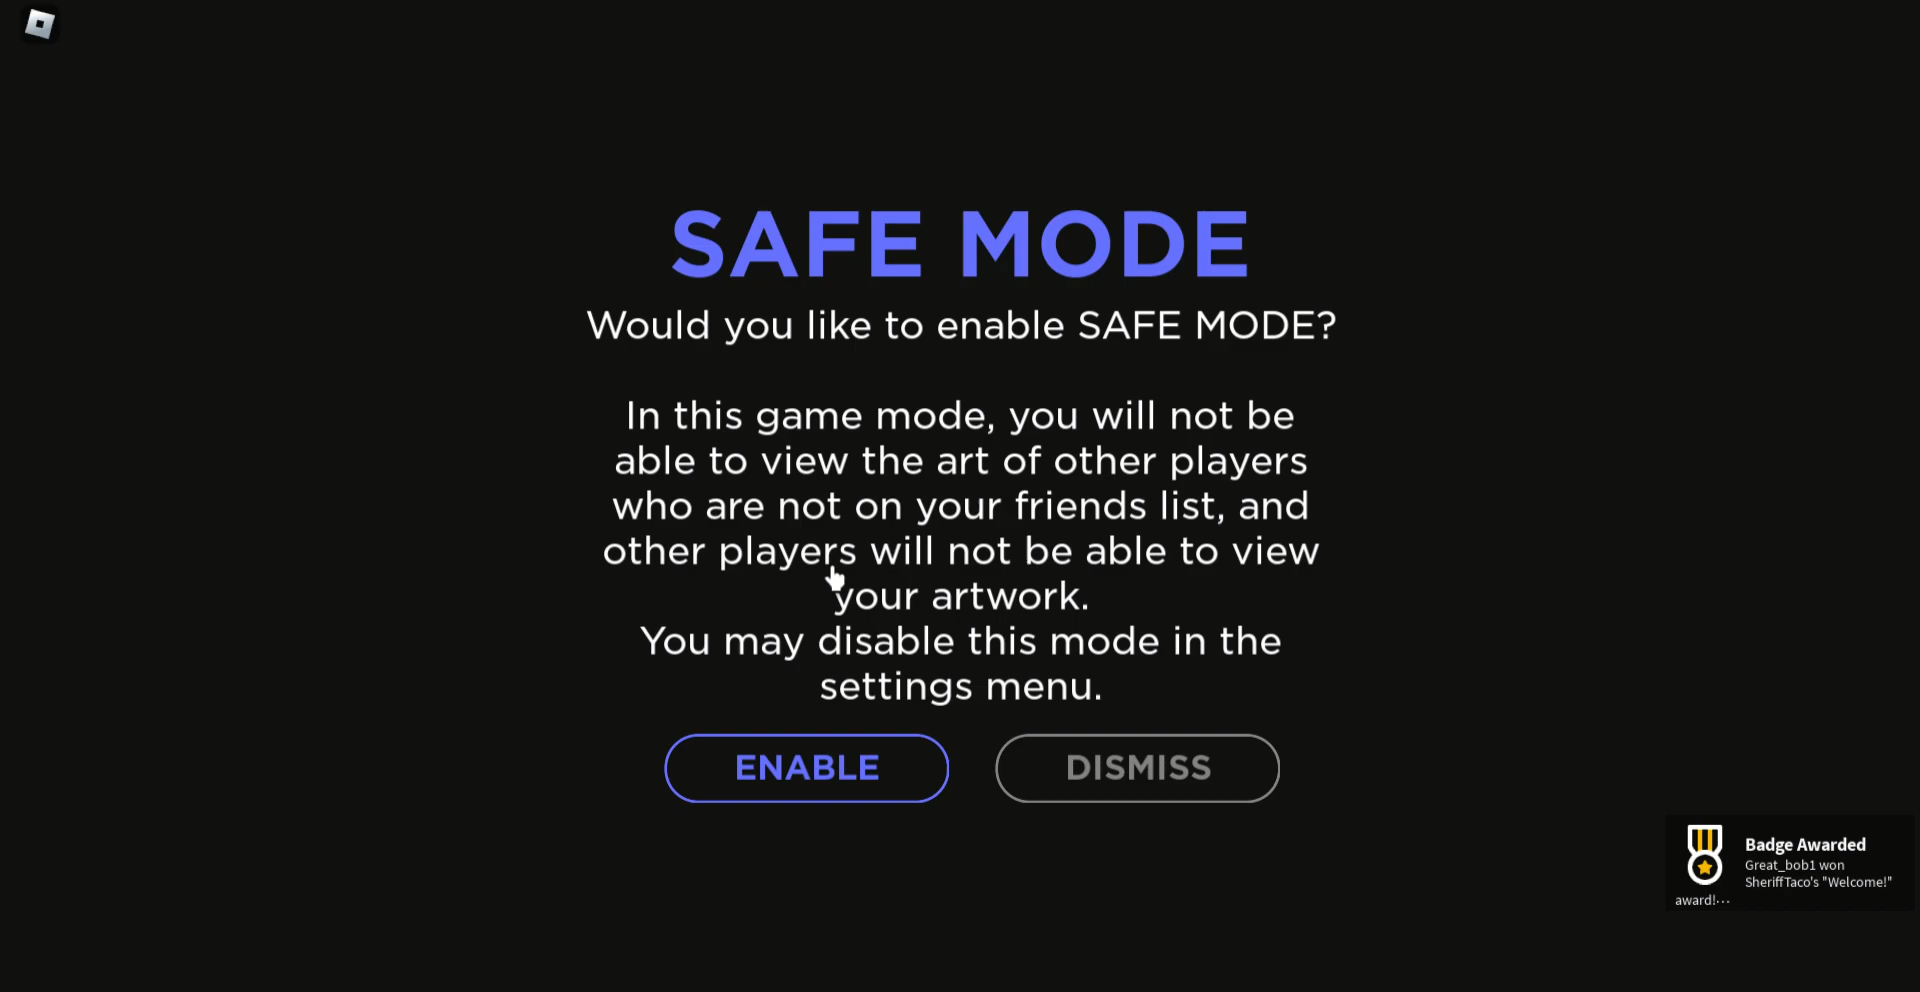 SAFE MODE
Would you like to enable SAFE MODE?
In this game mode, you will not be
able to view the art of other players
who are not on your friends list, and
other players will not be able to view
your artwork.
You may disable this mode in the
settings menu.
ENABLE
DISMISS
Badge Awarded
Great_bob1 won
SheriffTaco's "Welcome!"
award!...